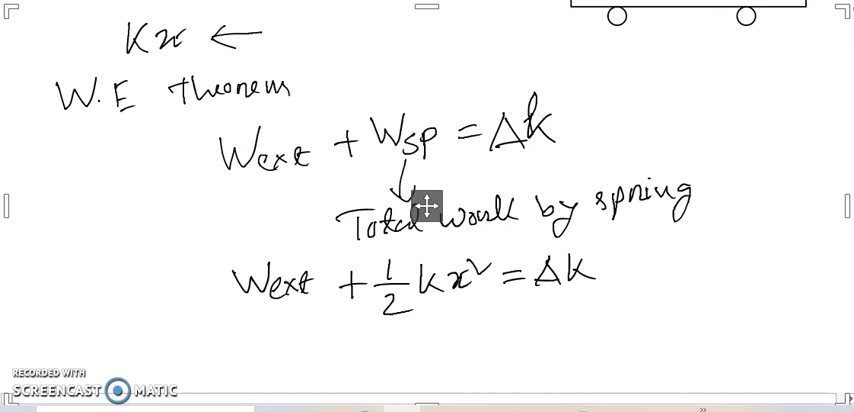 Kx ←
W.E theorem
Wext + Wsp = Δk
↓
Total work by spring
Wext + 1/2 kx² = Δk
RECORDED WITH
SCREENCAST MATIC